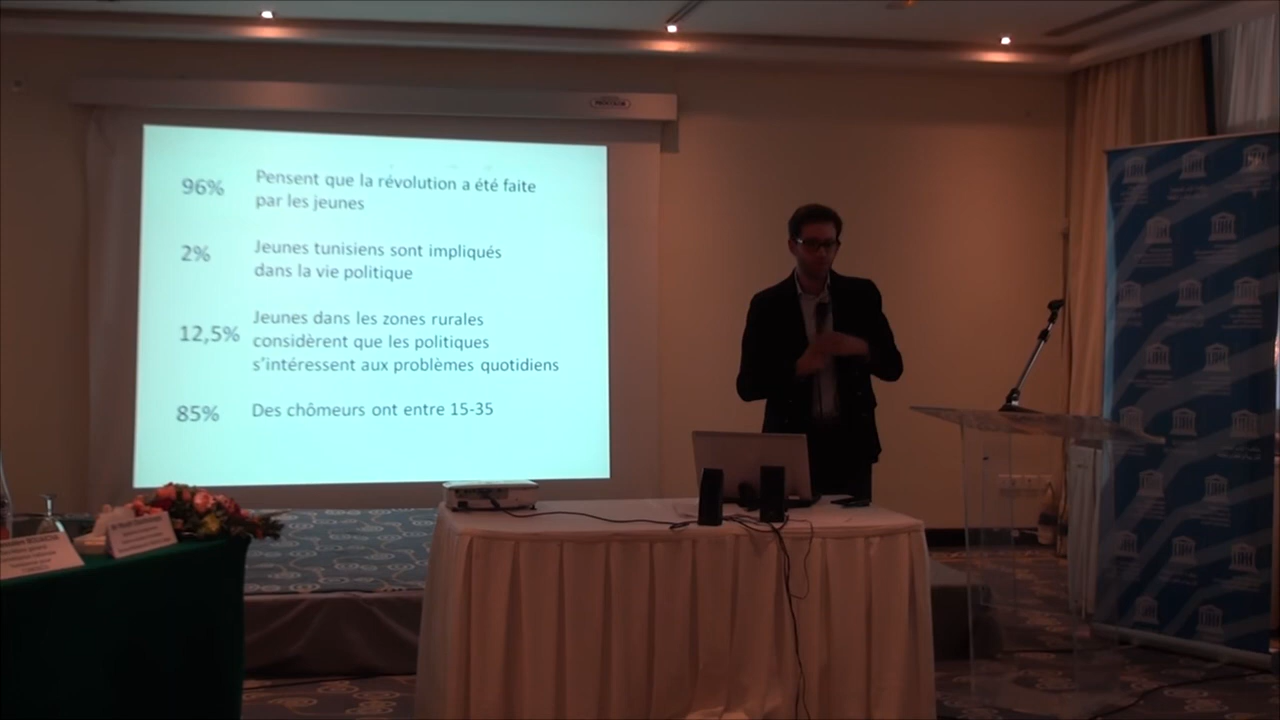 96%
Pensent que la révolution a été faite
par les jeunes
2%
Jeunes tunisiens sont impliqués
dans la vie politique
12,5%
Jeunes dans les zones rurales
considèrent que les politiques
s'intéressent aux problèmes quotidiens
85%
Des chômeurs ont entre 15-35